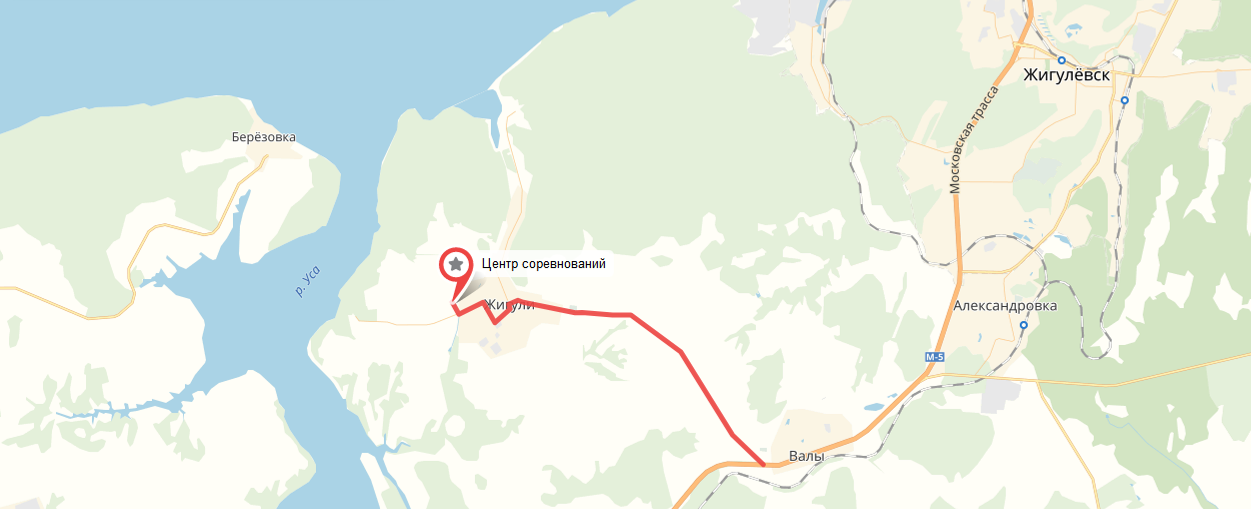 Жигулёвск
Московская трасса
Берёзовка
р. Уса
Центр соревнований
Жигули
Александровка
М-5
Валы